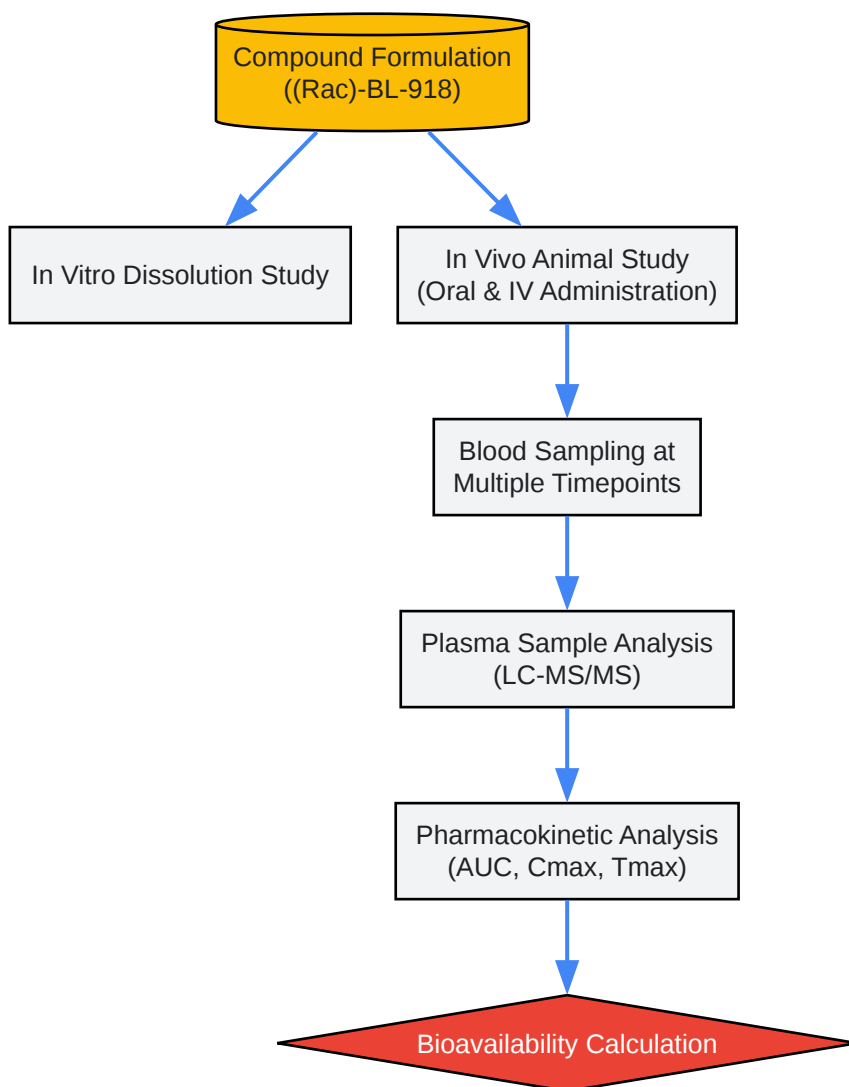 Compound Formulation
((Rac)-BL-918)
In Vitro Dissolution Study
In Vivo Animal Study
(Oral & IV Administration)
Blood Sampling at
Multiple Timepoints
Plasma Sample Analysis
(LC-MS/MS)
Pharmacokinetic Analysis
(AUC, Cmax, Tmax)
Bioavailability Calculation